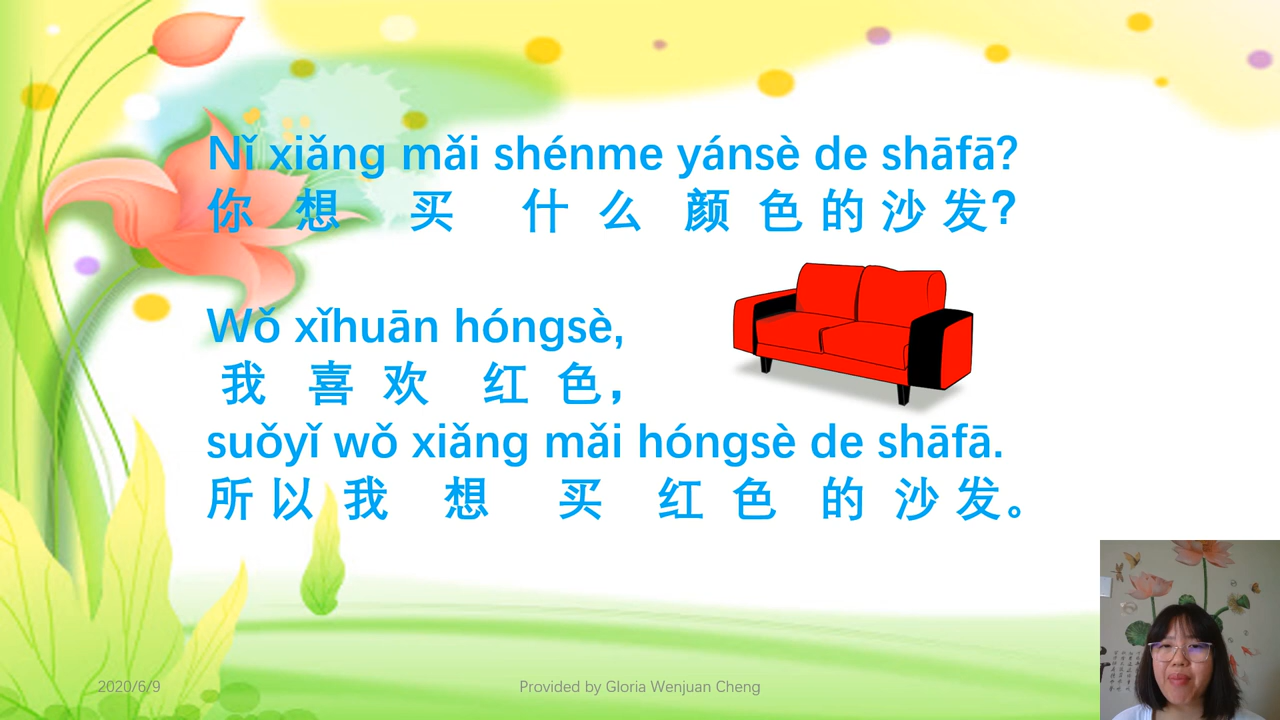 Nǐ xiǎng mǎi shénme yánsè de shāfā?
你想买什么颜色的沙发?
Wǒ xǐhuān hóngsè,
我喜欢红色，
suǒyǐ wǒ xiǎng mǎi hóngsè de shāfā.
所以我想买红色的沙发。
2020/6/9
Provided by Gloria Wenjuan Cheng